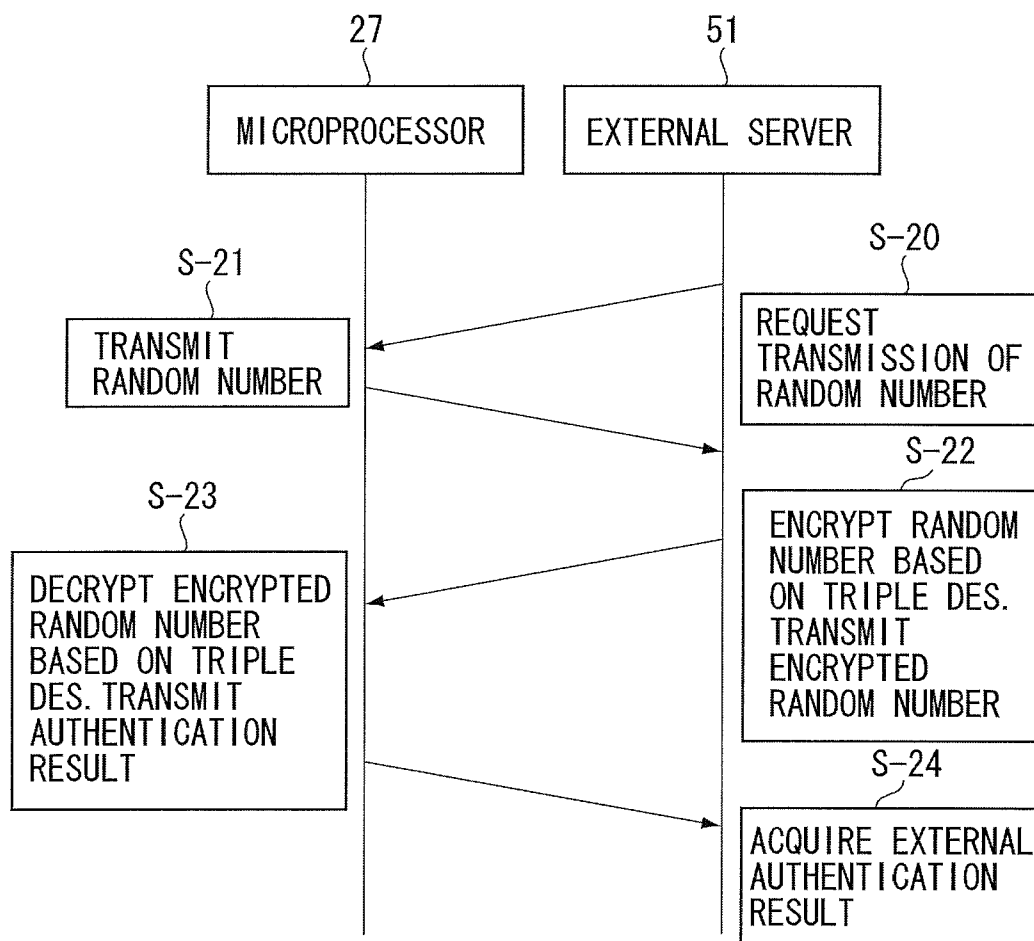 27
51
MICROPROCESSOR
EXTERNAL SERVER
S-20
REQUEST
TRANSMISSION OF
RANDOM NUMBER
S-21
TRANSMIT
RANDOM NUMBER
S-22
ENCRYPT RANDOM
NUMBER BASED
ON TRIPLE DES.
TRANSMIT
ENCRYPTED
RANDOM NUMBER
S-23
DECRYPT ENCRYPTED
RANDOM NUMBER
BASED ON TRIPLE
DES. TRANSMIT
AUTHENTICATION
RESULT
S-24
ACQUIRE EXTERNAL
AUTHENTICATION
RESULT